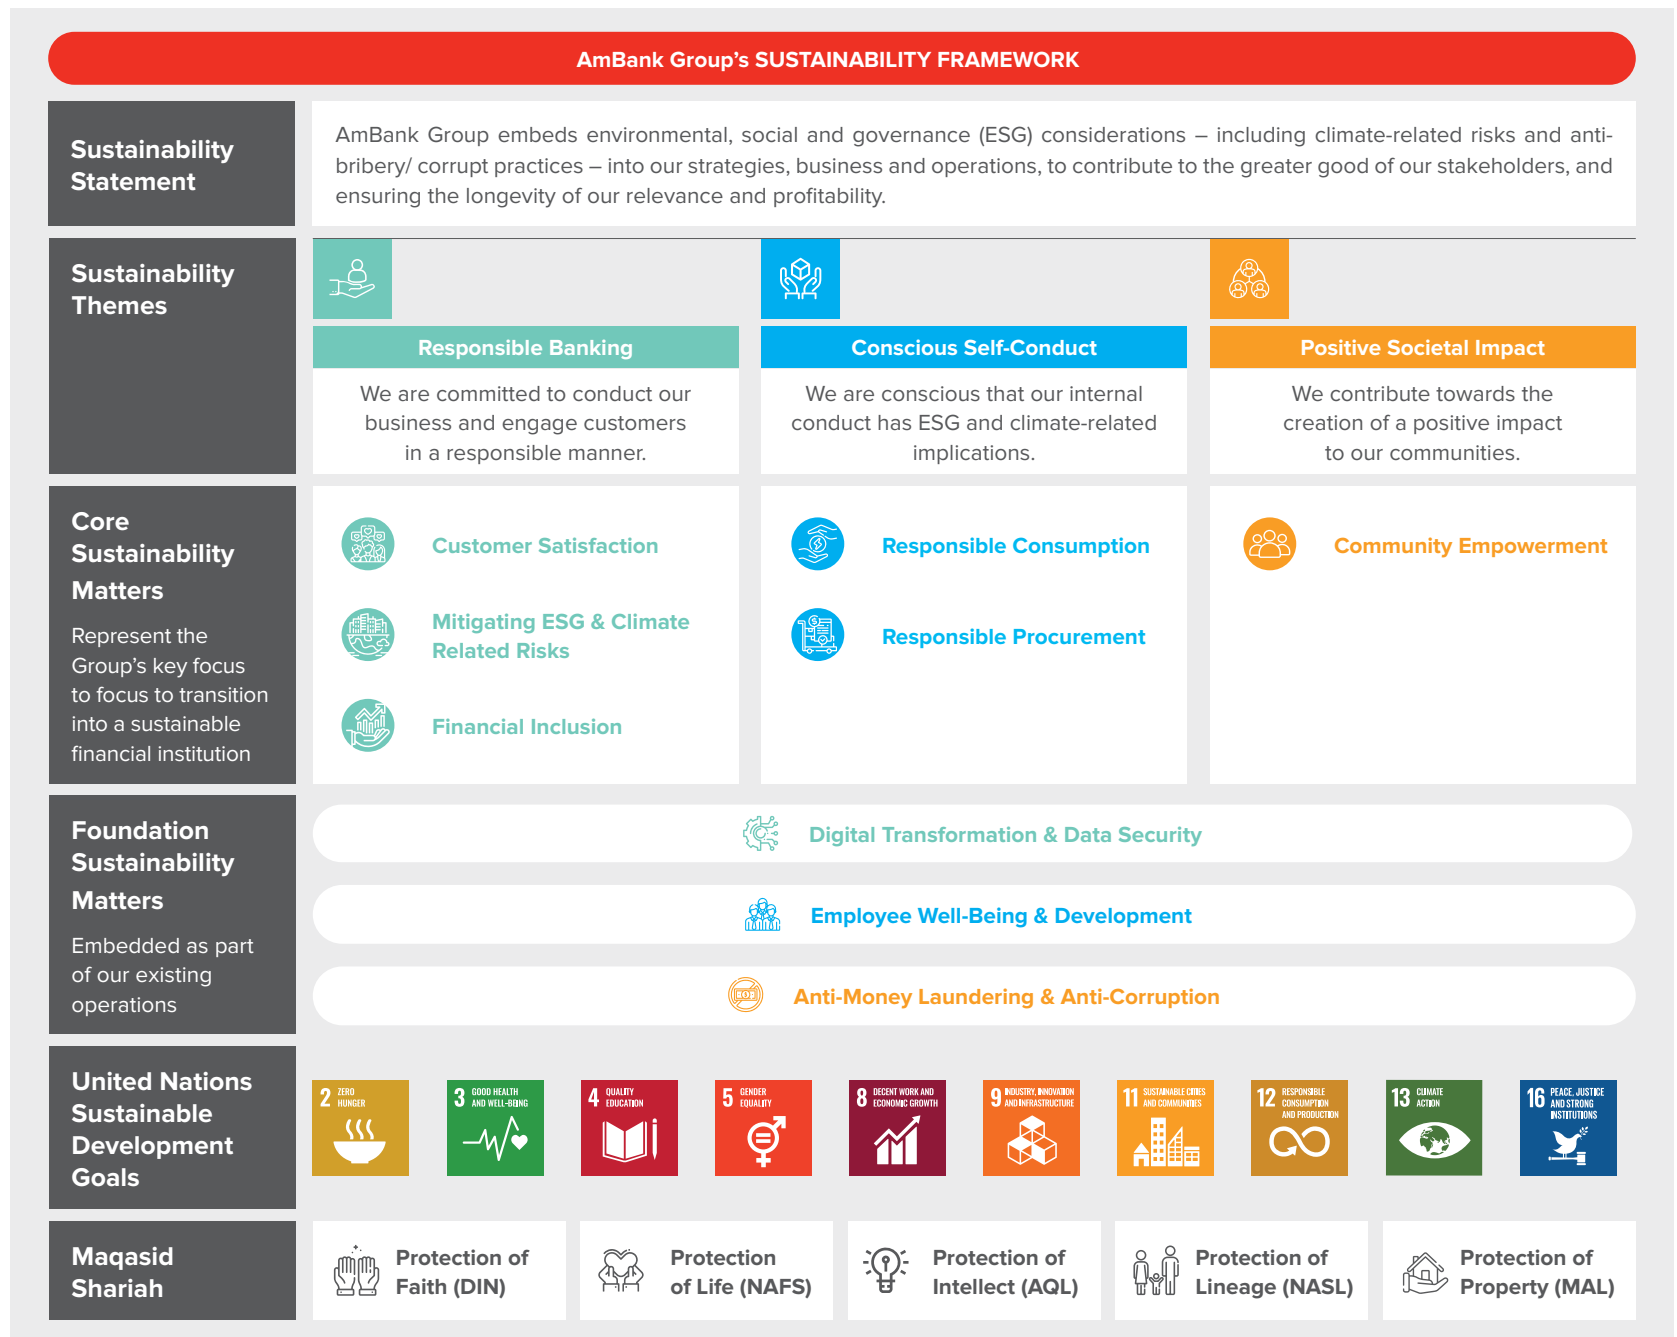 AmBank Group's SUSTAINABILITY FRAMEWORK
Sustainability
Statement
AmBank Group embeds environmental, social and governance (ESG) considerations – including climate-related risks and anti-
bribery/ corrupt practices – into our strategies, business and operations, to contribute to the greater good of our stakeholders, and
ensuring the longevity of our relevance and profitability.
Sustainability
Themes
Responsible Banking
We are committed to conduct our
business and engage customers
in a responsible manner.
Conscious Self-Conduct
We are conscious that our internal
conduct has ESG and climate-related
implications.
Positive Societal Impact
We contribute towards the
creation of a positive impact
to our communities.
Core
Sustainability
Matters
Represent the
Group's key focus
to focus to transition
into a sustainable
financial institution
Customer Satisfaction
Mitigating ESG & Climate
Related Risks
Financial Inclusion
Responsible Consumption
Responsible Procurement
Community Empowerment
Foundation
Sustainability
Matters
Embedded as part
of our existing
operations
Digital Transformation & Data Security
Employee Well-Being & Development
Anti-Money Laundering & Anti-Corruption
United Nations
Sustainable
Development
Goals
2 ZERO
HUNGER
3 GOOD HEALTH
AND WELL-BEING
4 QUALITY
EDUCATION
5 GENDER
EQUALITY
8 DECENT WORK AND
ECONOMIC GROWTH
9 INDUSTRY, INNOVATION
AND INFRASTRUCTURE
11 SUSTAINABLE CITIES
AND COMMUNITIES
12 RESPONSIBLE
CONSUMPTION
AND PRODUCTION
13 CLIMATE
ACTION
16 PEACE, JUSTICE
AND STRONG
INSTITUTIONS
Maqasid
Shariah
Protection of
Faith (DIN)
Protection
of Life (NAFS)
Protection of
Intellect (AQL)
Protection of
Lineage (NASL)
Protection of
Property (MAL)